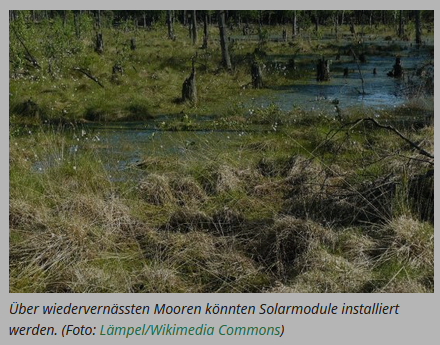 Über wiedervernässten Mooren könnten Solarmodule installiert
werden. (Foto: Lämpel/Wikimedia Commons)